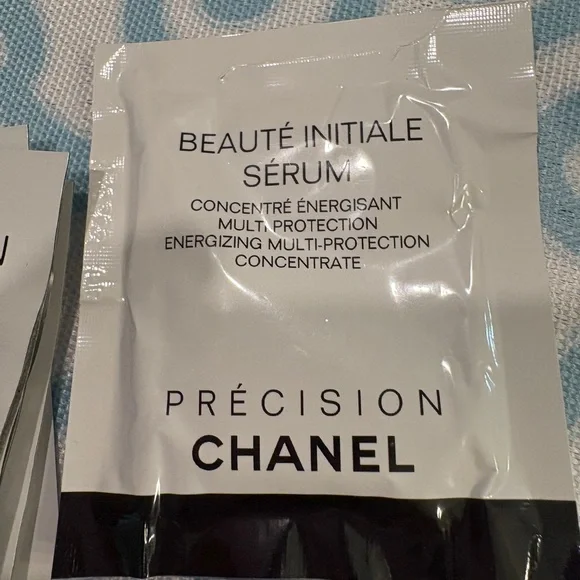 BEAUTÉ INITIALE
SÉRUM
CONCENTRÉ ÉNERGISANT
MULTI-PROTECTION
ENERGIZING MULTI-PROTECTION
CONCENTRATE
PRÉCISION
CHANEL